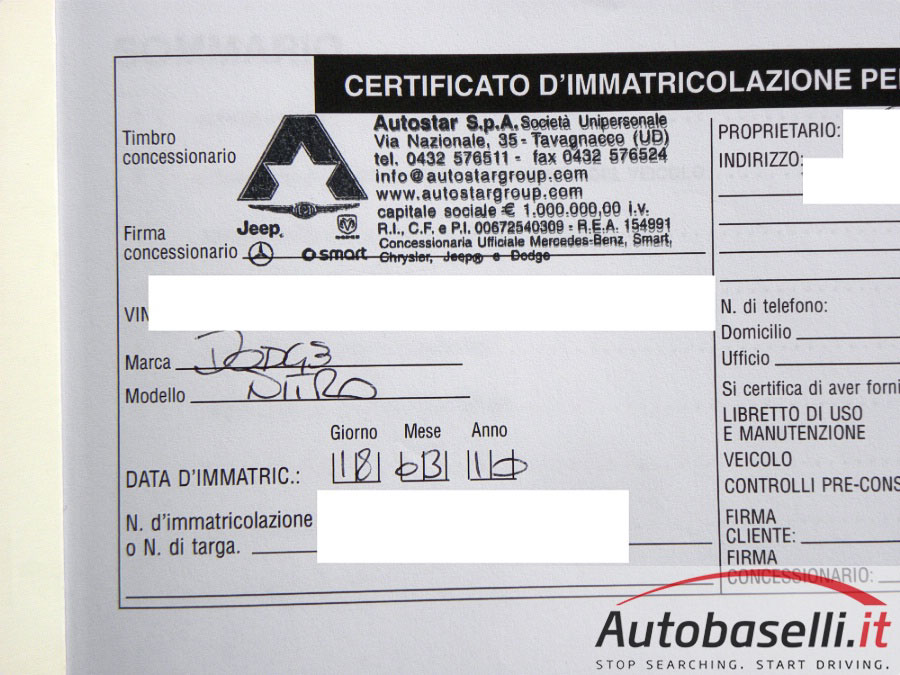 CERTIFICATO D'IMMATRICOLAZIONE PE
Timbro
concessionario
Autostar S.p.A. Società Unipersonale
Via Nazionale, 35 - Tavagnacco (UD)
tel. 0432 576511 - fax 0432 576524
info@autostargroup.com
www.autostargroup.com
capitale sociale € 1.000.000,00 i.v.
R.I., C.F. e P.I. 00672540309 - R.E.A. 154991
Concessionaria Ufficiale Mercedes-Benz, Smart,
Chrysler, Jeep® e Dodge
Jeep
DODGE
smart
Firma
concessionario
VIN
Marca DODGE
Modello NITRO
Giorno Mese Anno
DATA D'IMMATRIC.: 18 03 10
N. d'immatricolazione
o N. di targa.
PROPRIETARIO:
INDIRIZZO:
N. di telefono:
Domicilio
Ufficio
Si certifica di aver forni
LIBRETTO DI USO
E MANUTENZIONE
VEICOLO
CONTROLLI PRE-CONS
FIRMA
CLIENTE:
FIRMA
CONCESSIONARIO:
Autobaselli.it
STOP SEARCHING. START DRIVING.